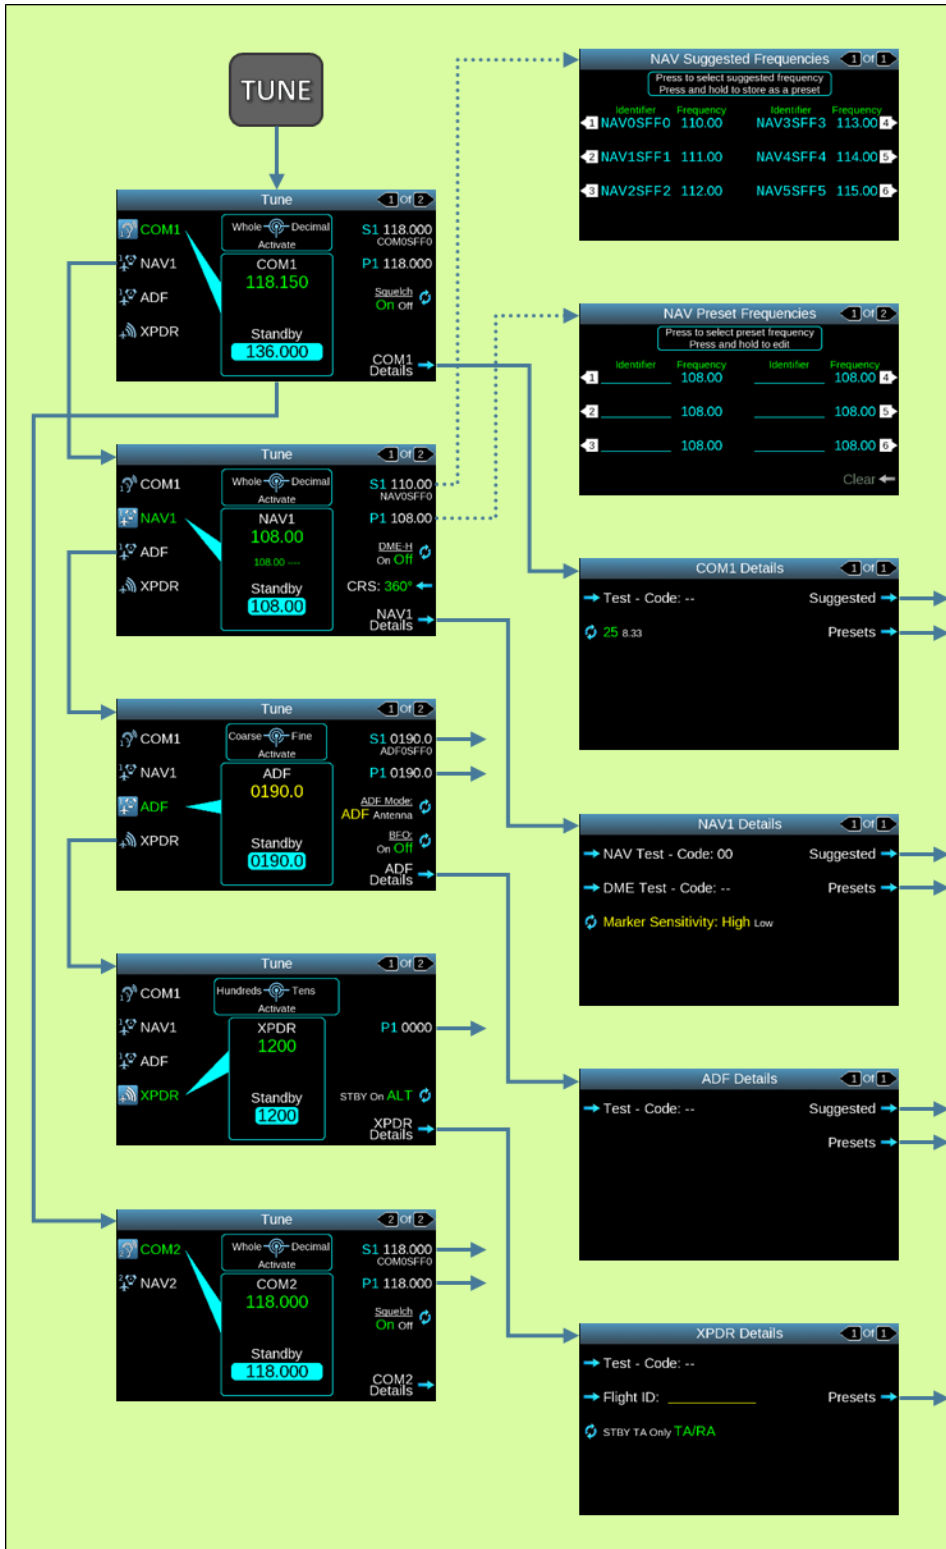 TUNE
Tune 1 Of 2
COM1
NAV1
ADF
XPDR
Whole Decimal
Activate
COM1
118.150
Standby
136.000
S1 118.000
COM0SFF0
P1 118.000
Squelch
On Off
COM1
Details
Tune 1 Of 2
COM1
NAV1
ADF
XPDR
Whole Decimal
Activate
NAV1
108.00
108.00 ----
Standby
108.00
S1 110.00
NAV0SFF0
P1 108.00
DME-H
On Off
CRS: 360°
NAV1
Details
Tune 1 Of 2
COM1
NAV1
ADF
XPDR
Coarse Fine
Activate
ADF
0190.0
Standby
0190.0
S1 0190.0
ADF0SFF0
P1 0190.0
ADF Mode:
ADF Antenna
BFO:
On Off
ADF
Details
Tune 1 Of 2
COM1
NAV1
ADF
XPDR
Hundreds Tens
Activate
XPDR
1200
Standby
1200
P1 0000
STBY On ALT
XPDR
Details
Tune 2 Of 2
COM2
NAV2
Whole Decimal
Activate
COM2
118.000
Standby
118.000
S1 118.000
COM0SFF0
P1 118.000
Squelch
On Off
COM2
Details
NAV Suggested Frequencies 1 Of 1
Press to select suggested frequency
Press and hold to store as a preset
Identifier Frequency Identifier Frequency
1 NAV0SFF0 110.00 NAV3SFF3 113.00 4
2 NAV1SFF1 111.00 NAV4SFF4 114.00 5
3 NAV2SFF2 112.00 NAV5SFF5 115.00 6
NAV Preset Frequencies 1 Of 2
Press to select preset frequency
Press and hold to edit
Identifier Frequency Identifier Frequency
1 ________ 108.00 ________ 108.00 4
2 ________ 108.00 ________ 108.00 5
3 ________ 108.00 ________ 108.00 6
Clear
COM1 Details 1 Of 1
Test - Code: -- Suggested
25 8.33 Presets
NAV1 Details 1 Of 1
NAV Test - Code: 00 Suggested
DME Test - Code: -- Presets
Marker Sensitivity: High Low
ADF Details 1 Of 1
Test - Code: -- Suggested
Presets
XPDR Details 1 Of 1
Test - Code: --
Flight ID: ________ Presets
STBY TA Only TA/RA